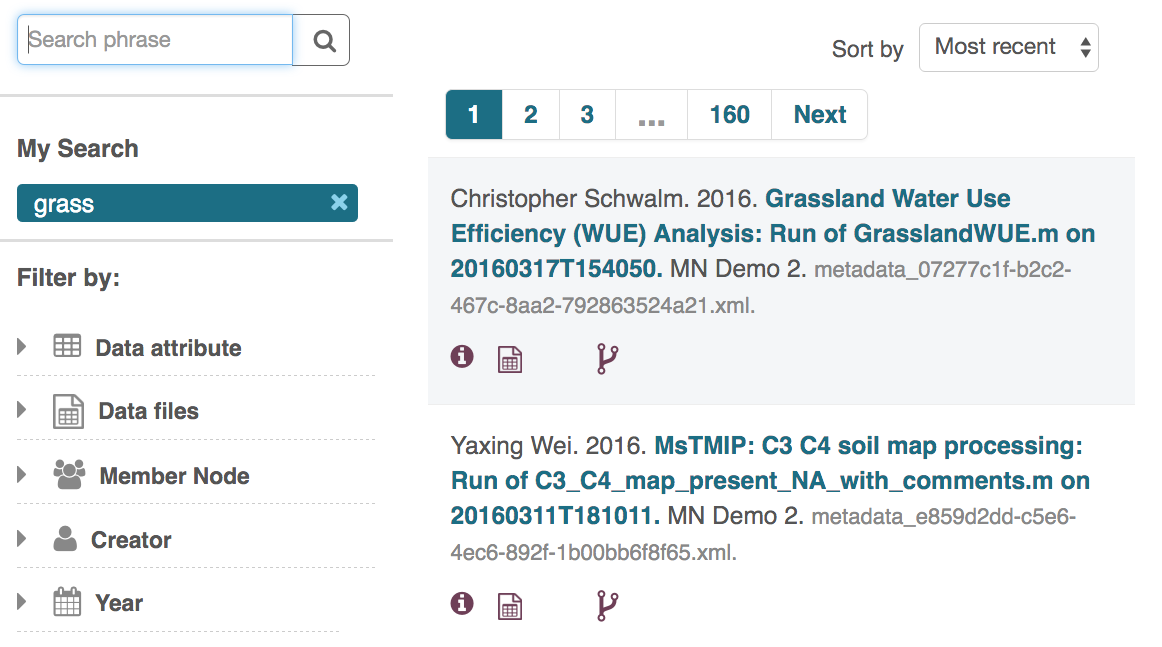 Search phrase
My Search
grass
Filter by:
Data attribute
Data files
Member Node
Creator
Year
Sort by Most recent
1 2 3 ... 160 Next
Christopher Schwalm. 2016. Grassland Water Use
Efficiency (WUE) Analysis: Run of GrasslandWUE.m on
20160317T154050. MN Demo 2. metadata_07277c1f-b2c2-
467c-8aa2-792863524a21.xml.
Yaxing Wei. 2016. MsTMIP: C3 C4 soil map processing:
Run of C3_C4_map_present_NA_with_comments.m on
20160311T181011. MN Demo 2. metadata_e859d2dd-c5e6-
4ec6-892f-1b00bb6f8f65.xml.